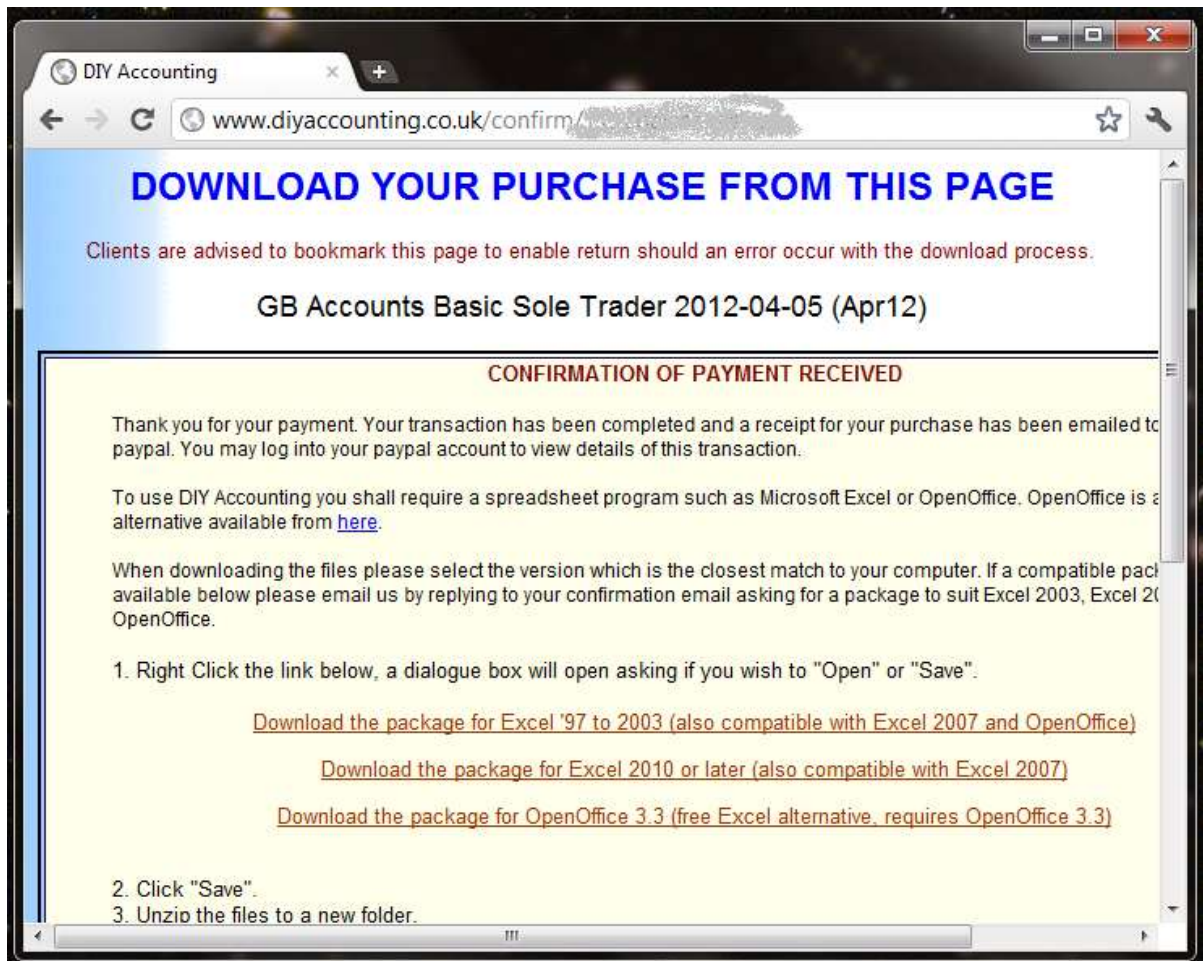 DIY Accounting
www.diyaccounting.co.uk/confirm/
DOWNLOAD YOUR PURCHASE FROM THIS PAGE
Clients are advised to bookmark this page to enable return should an error occur with the download process.
GB Accounts Basic Sole Trader 2012-04-05 (Apr12)
CONFIRMATION OF PAYMENT RECEIVED
Thank you for your payment. Your transaction has been completed and a receipt for your purchase has been emailed to
paypal. You may log into your paypal account to view details of this transaction.
To use DIY Accounting you shall require a spreadsheet program such as Microsoft Excel or OpenOffice. OpenOffice is a
alternative available from here.
When downloading the files please select the version which is the closest match to your computer. If a compatible pack
available below please email us by replying to your confirmation email asking for a package to suit Excel 2003, Excel 20
OpenOffice.
1. Right Click the link below, a dialogue box will open asking if you wish to "Open" or "Save".
Download the package for Excel '97 to 2003 (also compatible with Excel 2007 and OpenOffice)
Download the package for Excel 2010 or later (also compatible with Excel 2007)
Download the package for OpenOffice 3.3 (free Excel alternative, requires OpenOffice 3.3)
2. Click "Save".
3. Unzip the files to a new folder.